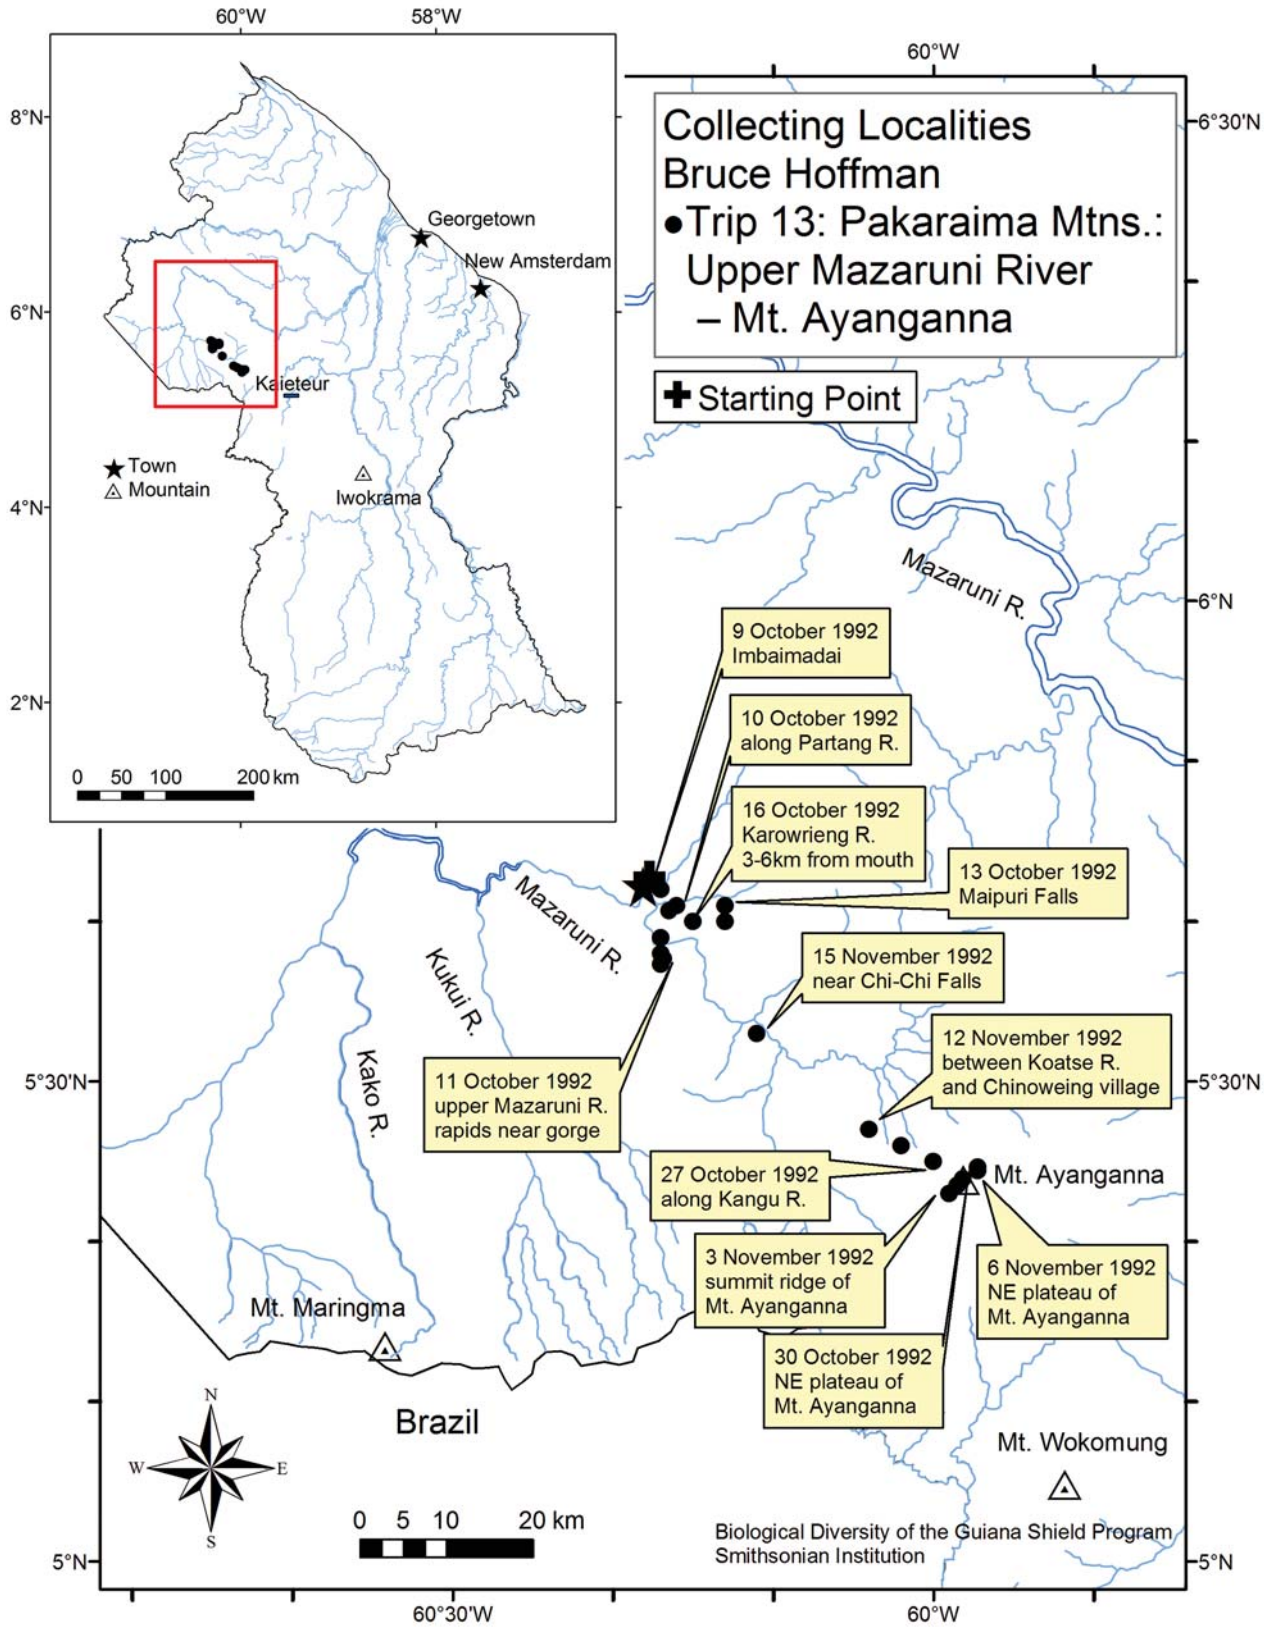 60°W
58°W
8°N
6°N
4°N
2°N
Georgetown
New Amsterdam
Kaieteur
Town
Mountain
Iwokrama
0 50 100 200 km
60°W
6°30'N
Collecting Localities
Bruce Hoffman
Trip 13: Pakaraima Mtns.:
Upper Mazaruni River
– Mt. Ayanganna
Starting Point
Mazaruni R.
6°N
9 October 1992
Imbaimadai
10 October 1992
along Partang R.
16 October 1992
Karowrieng R.
3-6km from mouth
13 October 1992
Maipuri Falls
Mazaruni R.
Kukui R.
Kako R.
15 November 1992
near Chi-Chi Falls
12 November 1992
between Koatse R.
and Chinoweing village
11 October 1992
upper Mazaruni R.
rapids near gorge
5°30'N
5°30'N
27 October 1992
along Kangu R.
Mt. Ayanganna
3 November 1992
summit ridge of
Mt. Ayanganna
6 November 1992
NE plateau of
Mt. Ayanganna
30 October 1992
NE plateau of
Mt. Ayanganna
Mt. Maringma
Brazil
Mt. Wokomung
N
W
E
S
0 5 10 20 km
Biological Diversity of the Guiana Shield Program
Smithsonian Institution
5°N
5°N
60°30'W
60°W